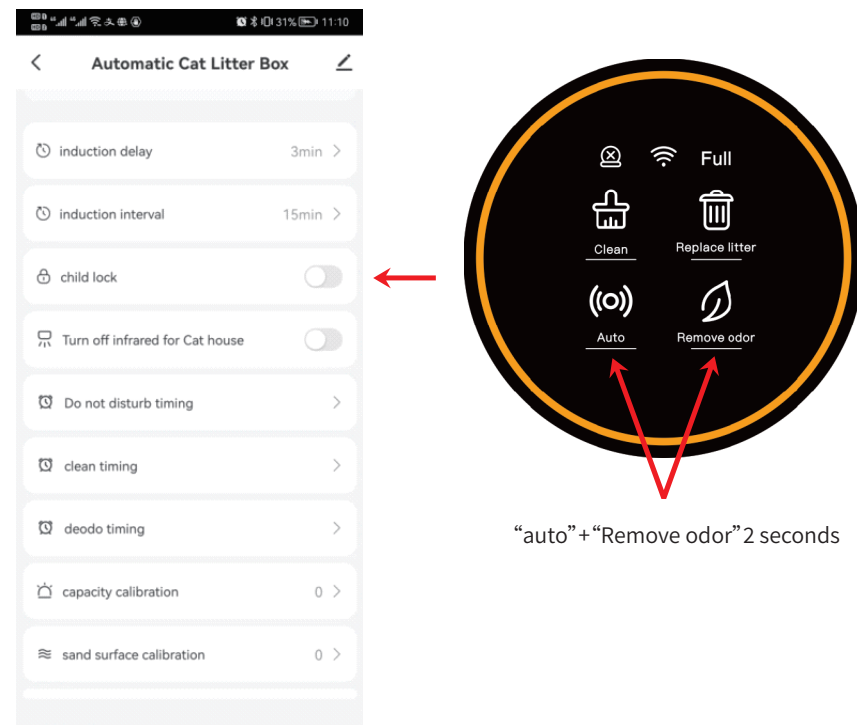 31% 11:10
Automatic Cat Litter Box
induction delay 3min
induction interval 15min
child lock
Turn off infrared for Cat house
Do not disturb timing
clean timing
deodo timing
capacity calibration 0
sand surface calibration 0
Full
Clean Replace litter
Auto Remove odor
“auto”+“Remove odor”2 seconds